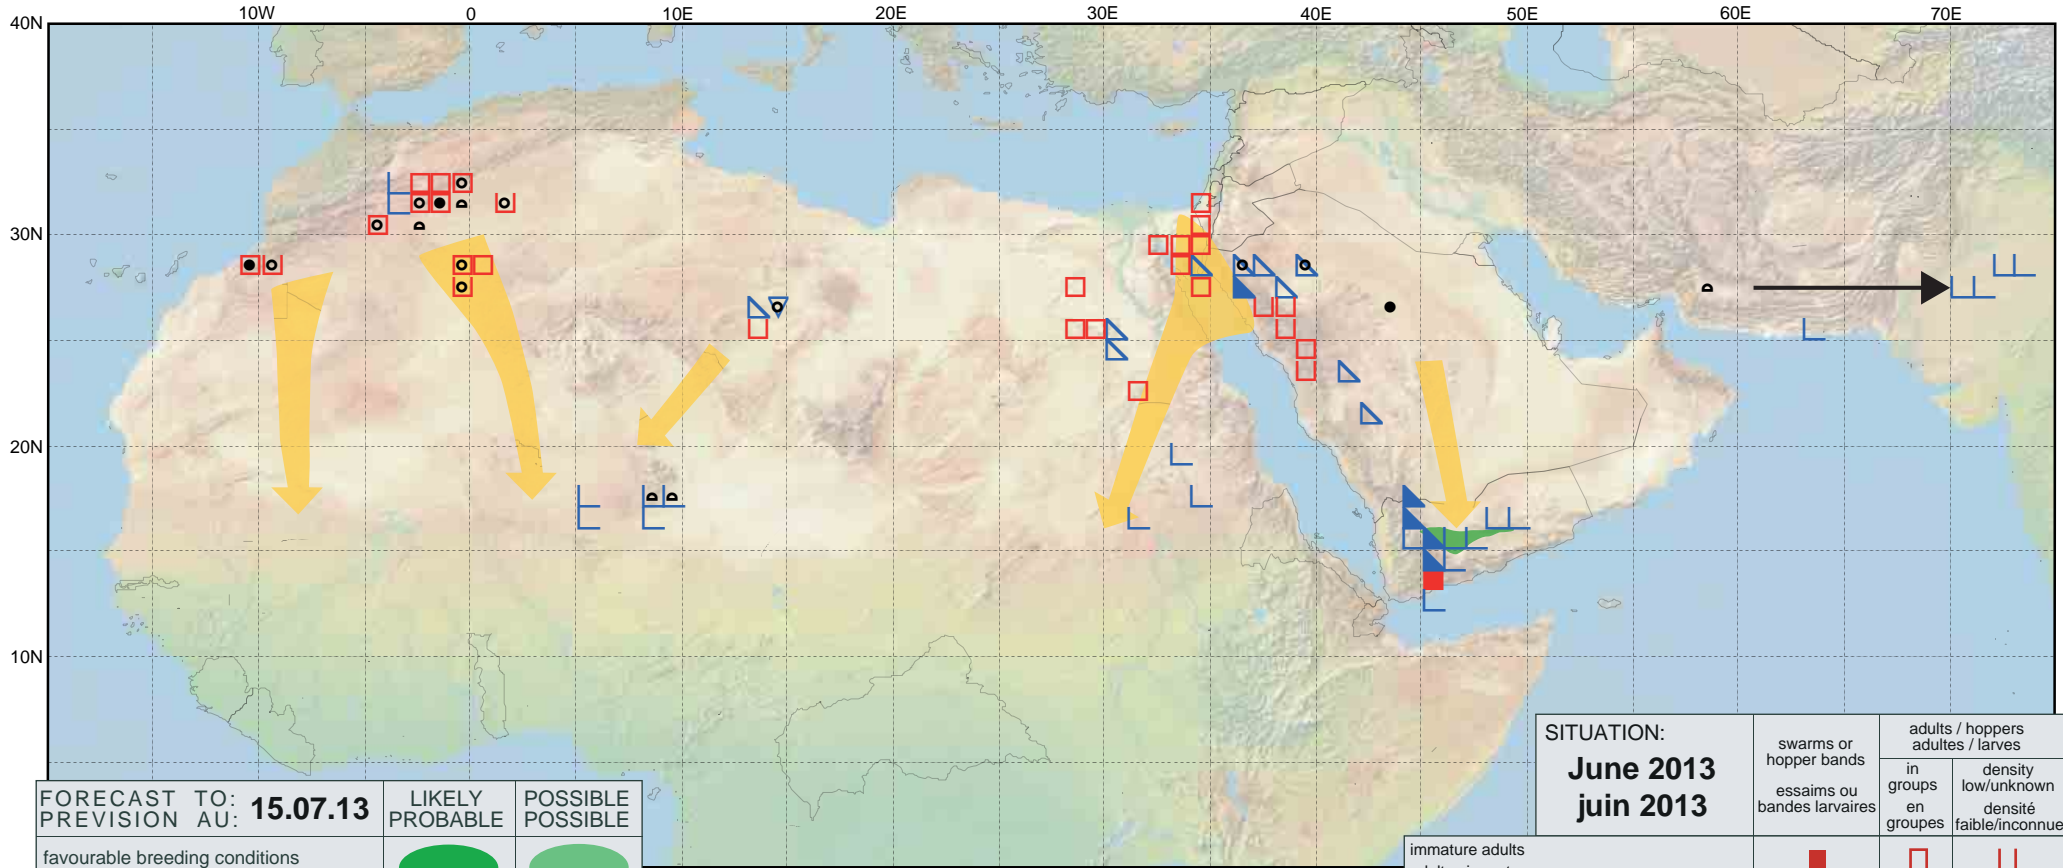 10W 0 10E 20E 30E 40E 50E 60E 70E
40N
30N
20N
10N
FORECAST TO: 15.07.13
PREVISION AU:
LIKELY
PROBABLE
POSSIBLE
POSSIBLE
favourable breeding conditions
SITUATION:
June 2013
juin 2013
swarms or
hopper bands
essaims ou
bandes larvaires
adults / hoppers
adultes / larves
in
groups
en
groupes
density
low/unknown
densité
faible/inconnue
immature adults